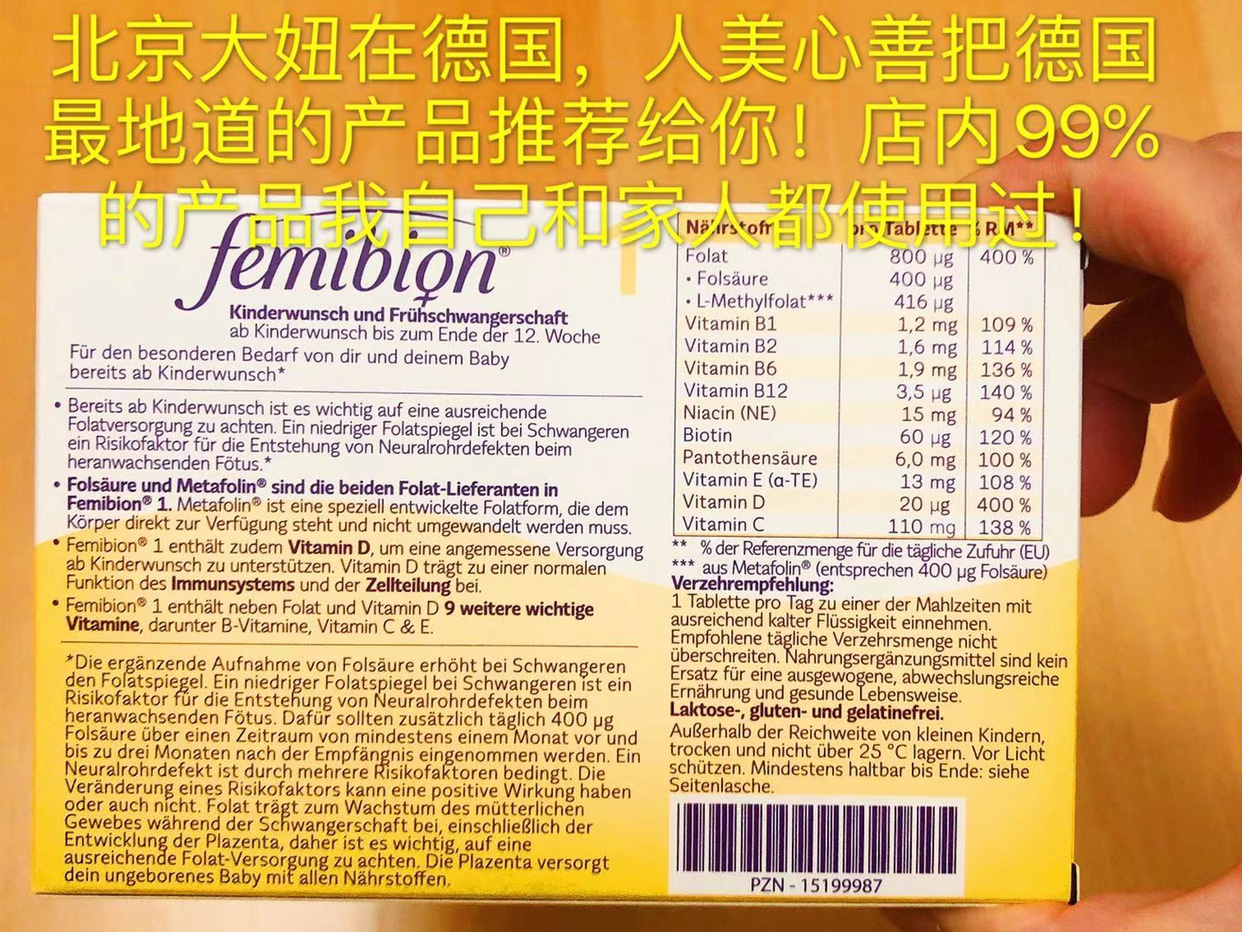 北京大妞在德国，人美心善把德国
最地道的产品推荐给你！店内99%
的产品我自己和家人都使用过！
femibion®
Kinderwunsch und Frühschwangerschaft
ab Kinderwunsch bis zum Ende der 12. Woche
Für den besonderen Bedarf von dir und deinem Baby
bereits ab Kinderwunsch*
• Bereits ab Kinderwunsch ist es wichtig auf eine ausreichende
Folatversorgung zu achten. Ein niedriger Folatspiegel ist bei Schwangeren
ein Risikofaktor für die Entstehung von Neuralrohrdefekten beim
heranwachsenden Fötus.*
• Folsäure und Metafolin® sind die beiden Folat-Lieferanten in
Femibion® 1. Metafolin® ist eine speziell entwickelte Folatform, die dem
Körper direkt zur Verfügung steht und nicht umgewandelt werden muss.
• Femibion® 1 enthält zudem Vitamin D, um eine angemessene Versorgung
ab Kinderwunsch zu unterstützen. Vitamin D trägt zu einer normalen
Funktion des Immunsystems und der Zellteilung bei.
• Femibion® 1 enthält neben Folat und Vitamin D 9 weitere wichtige
Vitamine, darunter B-Vitamine, Vitamin C & E.
*Die ergänzende Aufnahme von Folsäure erhöht bei Schwangeren
den Folatspiegel. Ein niedriger Folatspiegel bei Schwangeren ist ein
Risikofaktor für die Entstehung von Neuralrohrdefekten beim
heranwachsenden Fötus. Dafür sollten zusätzlich täglich 400 µg
Folsäure über einen Zeitraum von mindestens einem Monat vor und
bis zu drei Monaten nach der Empfängnis eingenommen werden. Ein
Neuralrohrdefekt ist durch mehrere Risikofaktoren bedingt. Die
Veränderung eines Risikofaktors kann eine positive Wirkung haben
oder auch nicht. Folat trägt zum Wachstum des mütterlichen
Gewebes während der Schwangerschaft bei, einschließlich der
Entwicklung der Plazenta, daher ist es wichtig, auf eine
ausreichende Folat-Versorgung zu achten. Die Plazenta versorgt
dein ungeborenes Baby mit allen Nährstoffen.
pro Tablette % RM**
Folat 800 µg 400 %
• Folsäure 400 µg
• L-Methylfolat*** 416 µg
Vitamin B1 1,2 mg 109 %
Vitamin B2 1,6 mg 114 %
Vitamin B6 1,9 mg 136 %
Vitamin B12 3,5 µg 140 %
Niacin (NE) 15 mg 94 %
Biotin 60 µg 120 %
Pantothensäure 6,0 mg 100 %
Vitamin E (α-TE) 13 mg 108 %
Vitamin D 20 µg 400 %
Vitamin C 110 mg 138 %
** % der Referenzmenge für die tägliche Zufuhr (EU)
*** aus Metafolin® (entsprechen 400 µg Folsäure)
Verzehrempfehlung:
1 Tablette pro Tag zu einer der Mahlzeiten mit
ausreichend kalter Flüssigkeit einnehmen.
Empfohlene tägliche Verzehrsmenge nicht
überschreiten. Nahrungsergänzungsmittel sind kein
Ersatz für eine ausgewogene, abwechslungsreiche
Ernährung und gesunde Lebensweise.
Laktose-, gluten- und gelatinefrei.
Außerhalb der Reichweite von kleinen Kindern,
trocken und nicht über 25 °C lagern. Vor Licht
schützen. Mindestens haltbar bis Ende: siehe
Seitenlasche.
PZN - 15199987